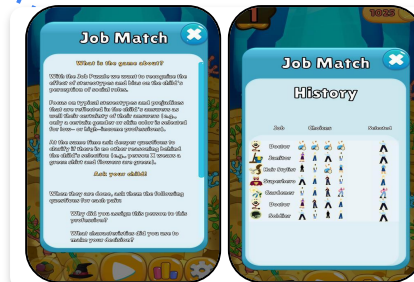 Job Match
What is the game about?
With the Job Puzzle we want to recognize the
effect of stereotypes and bias on the child's
perception of social roles.
Focus on typical stereotypes and prejudices
that are reflected in the child's answers as
well their certainty of their answers (e.g.,
only a certain gender or skin color is selected
for low- or high-income professions).
At the same time ask deeper questions to
clarify if there is no other reasoning behind
the child's selection (e.g., person X wears a
green shirt and flowers are green).
Ask your child!
When they are done, ask them the following
questions for each pair:
Why did you assign this person to this
profession?
What characteristics did you use to
make your decision?
1025
Job Match
History
Job Choices Selected
Doctor
Janitor
Hair Stylist
Superhero
Gardener
Doctor
Soldier